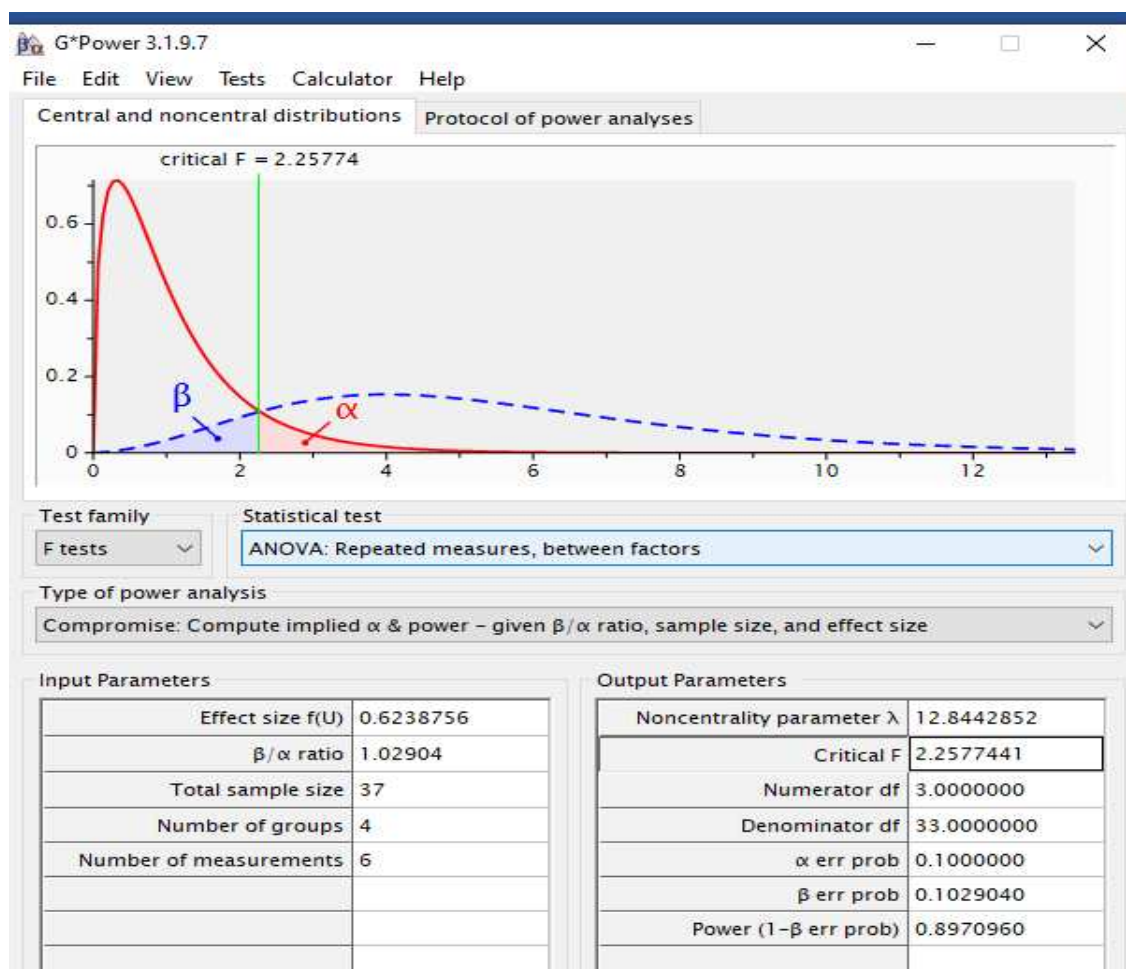 G*Power 3.1.9.7
File Edit View Tests Calculator Help
Central and noncentral distributions Protocol of power analyses
critical F = 2.25774
0.6
0.4
0.2
0
β
α
0 2 4 6 8 10 12
Test family Statistical test
F tests ANOVA: Repeated measures, between factors
Type of power analysis
Compromise: Compute implied α & power – given β/α ratio, sample size, and effect size
Input Parameters Output Parameters
Effect size f(U) 0.6238756 Noncentrality parameter λ 12.8442852
β/α ratio 1.02904 Critical F 2.2577441
Total sample size 37 Numerator df 3.0000000
Number of groups 4 Denominator df 33.0000000
Number of measurements 6 α err prob 0.1000000
β err prob 0.1029040
Power (1-β err prob) 0.8970960